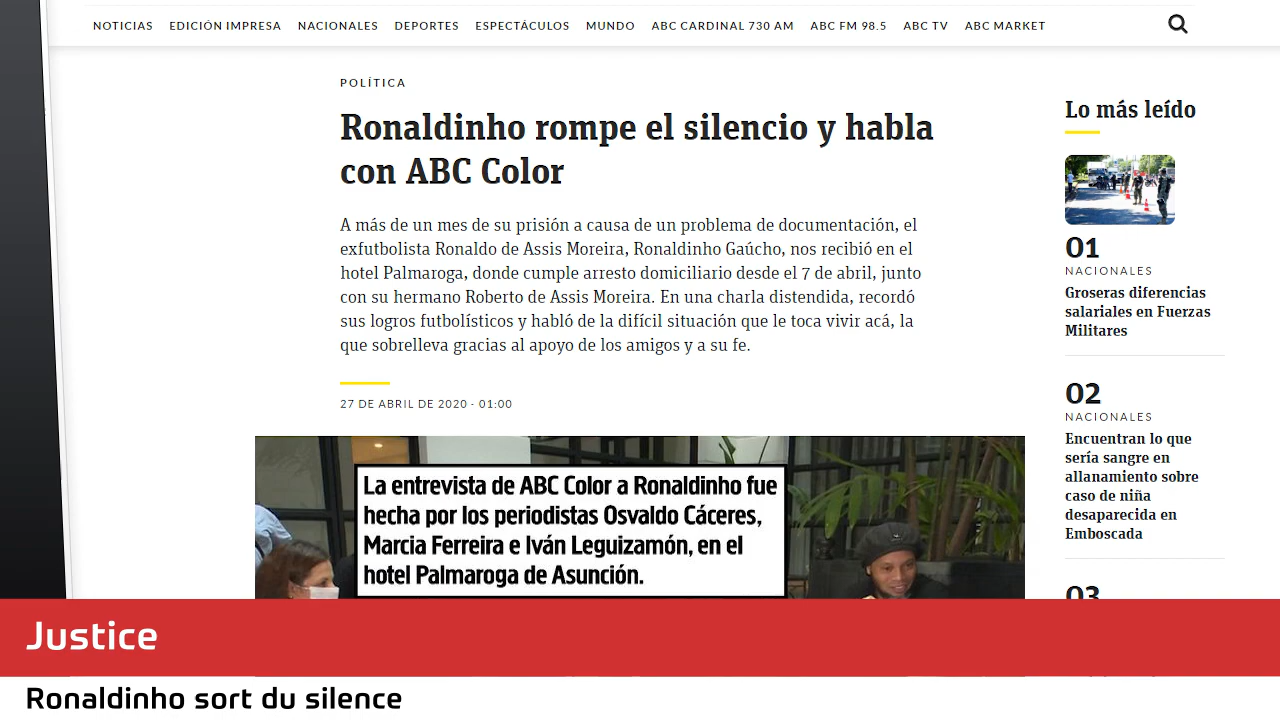 NOTICIAS EDICIÓN IMPRESA NACIONALES DEPORTES ESPECTÁCULOS MUNDO ABC CARDINAL 730 AM ABC FM 98.5 ABC TV ABC MARKET
POLÍTICA
Ronaldinho rompe el silencio y habla
con ABC Color
A más de un mes de su prisión a causa de un problema de documentación, el
exfutbolista Ronaldo de Assis Moreira, Ronaldinho Gaúcho, nos recibió en el
hotel Palmaroga, donde cumple arresto domiciliario desde el 7 de abril, junto
con su hermano Roberto de Assis Moreira. En una charla distendida, recordó
sus logros futbolísticos y habló de la difícil situación que le toca vivir acá, la
que sobrelleva gracias al apoyo de los amigos y a su fe.
27 DE ABRIL DE 2020 - 01:00
La entrevista de ABC Color a Ronaldinho fue
hecha por los periodistas Osvaldo Cáceres,
Marcia Ferreira e Iván Leguizamón, en el
hotel Palmaroga de Asunción.
Lo más leído
01
NACIONALES
Groseras diferencias
salariales en Fuerzas
Militares
02
NACIONALES
Encuentran lo que
sería sangre en
allanamiento sobre
caso de niña
desaparecida en
Emboscada
03
Justice
Ronaldinho sort du silence